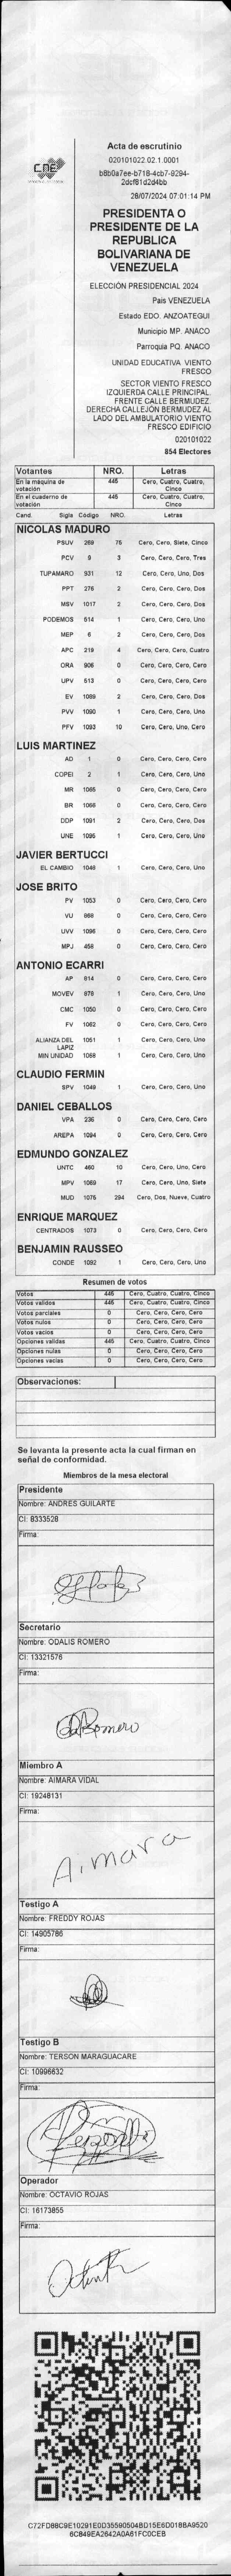 CNE
Acta de escrutinio
020101022.02.1.0001
b8b0a7ee-b718-4cb7-9294-
2dcf81d2d4bb
28/07/2024 07:01:14 PM
PRESIDENTA O
PRESIDENTE DE LA
REPUBLICA
BOLIVARIANA DE
VENEZUELA
ELECCIÓN PRESIDENCIAL 2024
País VENEZUELA
Estado EDO. ANZOATEGUI
Municipio MP. ANACO
Parroquia PQ. ANACO
UNIDAD EDUCATIVA VIENTO
FRESCO
SECTOR VIENTO FRESCO
IZQUIERDA CALLE PRINCIPAL.
FRENTE CALLE BERMUDEZ.
DERECHA CALLEJÓN BERMUDEZ AL
LADO DEL AMBULATORIO VIENTO
FRESCO EDIFICIO
020101022
854 Electores
Votantes NRO. Letras
En la máquina de votación 445 Cero, Cuatro, Cuatro, Cinco
En el cuaderno de votación 445 Cero, Cuatro, Cuatro, Cinco
Cand. Sigla Código NRO. Letras
NICOLAS MADURO
PSUV 269 75 Cero, Cero, Siete, Cinco
PCV 9 3 Cero, Cero, Cero, Tres
TUPAMARO 931 12 Cero, Cero, Uno, Dos
PPT 276 2 Cero, Cero, Cero, Dos
MSV 1017 2 Cero, Cero, Cero, Dos
PODEMOS 514 1 Cero, Cero, Cero, Uno
MEP 6 2 Cero, Cero, Cero, Dos
APC 219 4 Cero, Cero, Cero, Cuatro
ORA 906 0 Cero, Cero, Cero, Cero
UPV 513 0 Cero, Cero, Cero, Cero
EV 1089 2 Cero, Cero, Cero, Dos
PVV 1090 1 Cero, Cero, Cero, Uno
PFV 1093 10 Cero, Cero, Uno, Cero
LUIS MARTINEZ
AD 1 0 Cero, Cero, Cero, Cero
COPEI 2 1 Cero, Cero, Cero, Uno
MR 1065 0 Cero, Cero, Cero, Cero
BR 1066 0 Cero, Cero, Cero, Cero
DDP 1091 2 Cero, Cero, Cero, Dos
UNE 1095 1 Cero, Cero, Cero, Uno
JAVIER BERTUCCI
EL CAMBIO 1046 1 Cero, Cero, Cero, Uno
JOSE BRITO
PV 1053 0 Cero, Cero, Cero, Cero
VU 868 0 Cero, Cero, Cero, Cero
UVV 1096 0 Cero, Cero, Cero, Cero
MPJ 458 0 Cero, Cero, Cero, Cero
ANTONIO ECARRI
AP 814 0 Cero, Cero, Cero, Cero
MOVEV 879 1 Cero, Cero, Cero, Uno
CMC 1050 0 Cero, Cero, Cero, Cero
FV 1062 0 Cero, Cero, Cero, Cero
ALIANZA DEL LAPIZ 1051 1 Cero, Cero, Cero, Uno
MIN UNIDAD 1058 1 Cero, Cero, Cero, Uno
CLAUDIO FERMIN
SPV 1049 1 Cero, Cero, Cero, Uno
DANIEL CEBALLOS
VPA 236 0 Cero, Cero, Cero, Cero
AREPA 1094 0 Cero, Cero, Cero, Cero
EDMUNDO GONZALEZ
UNTC 460 10 Cero, Cero, Uno, Cero
MPV 1069 17 Cero, Cero, Uno, Siete
MUD 1075 294 Cero, Dos, Nueve, Cuatro
ENRIQUE MARQUEZ
CENTRADOS 1073 0 Cero, Cero, Cero, Cero
BENJAMIN RAUSSEO
CONDE 1092 1 Cero, Cero, Cero, Uno
Resumen de votos
Votos 445 Cero, Cuatro, Cuatro, Cinco
Votos validos 445 Cero, Cuatro, Cuatro, Cinco
Votos parciales 0 Cero, Cero, Cero, Cero
Votos nulos 0 Cero, Cero, Cero, Cero
Votos vacios 0 Cero, Cero, Cero, Cero
Opciones validas 445 Cero, Cuatro, Cuatro, Cinco
Opciones nulas 0 Cero, Cero, Cero, Cero
Opciones vacias 0 Cero, Cero, Cero, Cero
Observaciones:
Se levanta la presente acta la cual firman en
señal de conformidad.
Miembros de la mesa electoral
Presidente
Nombre: ANDRES GUILARTE
CI: 8333528
Firma:
Secretario
Nombre: ODALIS ROMERO
CI: 13321576
Firma:
OdRomero
Miembro A
Nombre: AIMARA VIDAL
CI: 19248131
Firma:
Aimara
Testigo A
Nombre: FREDDY ROJAS
CI: 14905786
Firma:
Testigo B
Nombre: TERSON MARAGUACARE
CI: 10996632
Firma:
Operador
Nombre: OCTAVIO ROJAS
CI: 16173855
Firma:
C72FD88C9E10291E0D35590504BD15E6D018BA9520
6C849EA2642A0A61FC0CEB